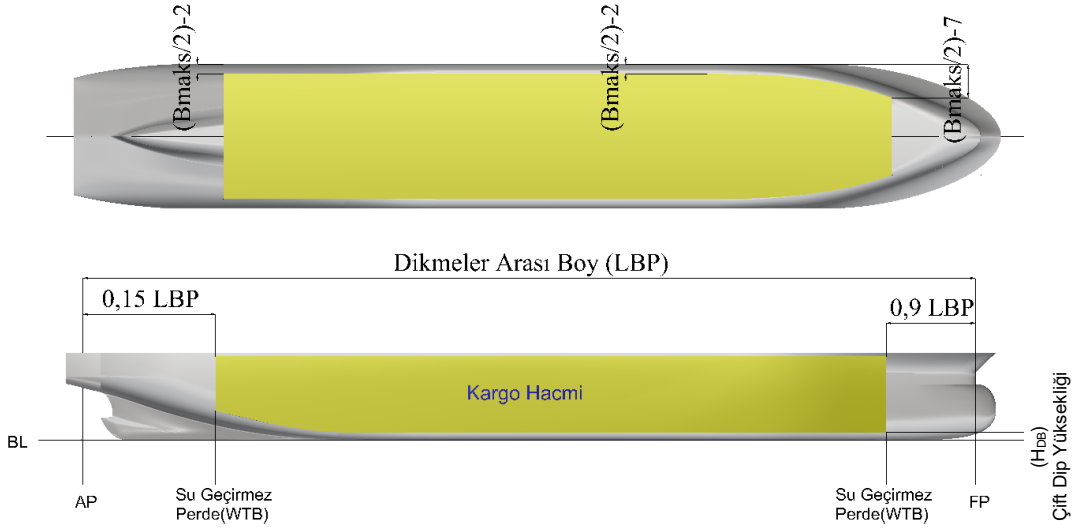 (Bmaks/2)-2
(Bmaks/2)-2
(Bmaks/2)-7
Dikmeler Arası Boy (LBP)
0,15 LBP
0,9 LBP
Kargo Hacmi
BL
AP
Su Geçirmez
Perde(WTB)
Su Geçirmez
Perde(WTB)
FP
(HDB)
Çift Dip Yüksekliği